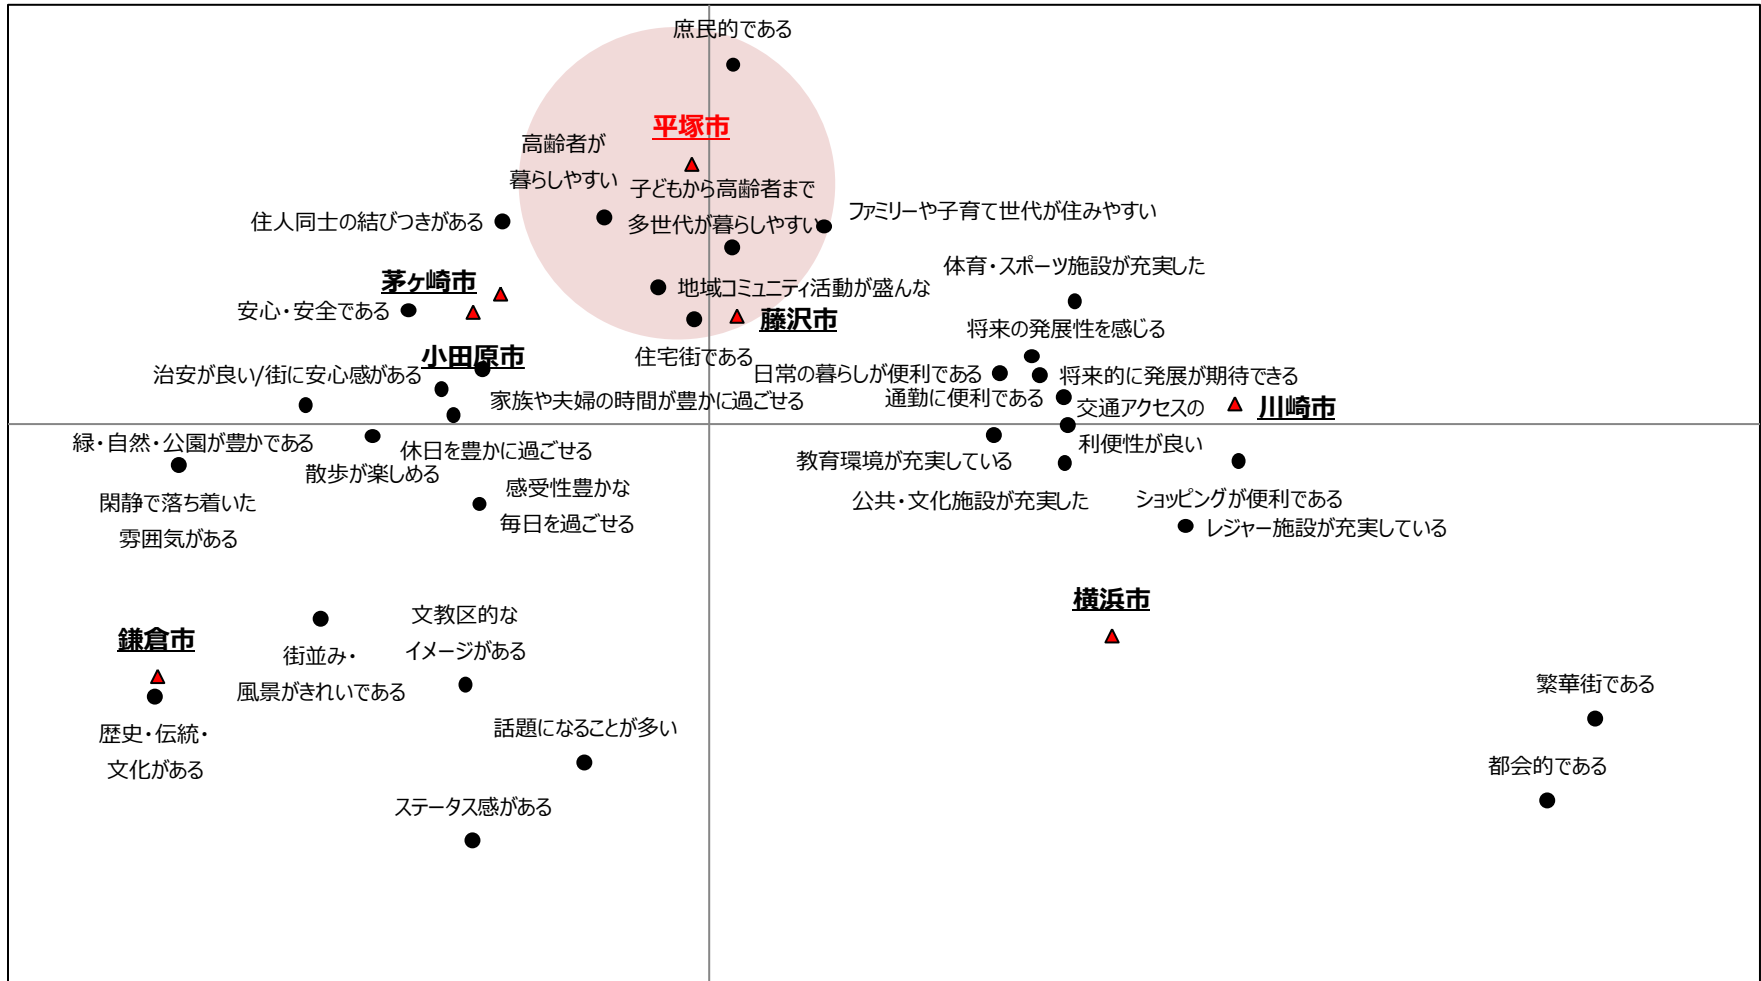 庶民的である
平塚市
高齢者が
暮らしやすい
子どもから高齢者まで
多世代が暮らしやすい
ファミリーや子育て世代が住みやすい
住人同士の結びつきがある
体育・スポーツ施設が充実した
茅ヶ崎市
地域コミュニティ活動が盛んな
安心・安全である
藤沢市
将来の発展性を感じる
小田原市
住宅街である
治安が良い/街に安心感がある
日常の暮らしが便利である
将来的に発展が期待できる
家族や夫婦の時間が豊かに過ごせる
通勤に便利である
交通アクセスの
利便性が良い
川崎市
緑・自然・公園が豊かである
休日を豊かに過ごせる
散歩が楽しめる
教育環境が充実している
閑静で落ち着いた
雰囲気がある
感受性豊かな
毎日を過ごせる
公共・文化施設が充実した
ショッピングが便利である
レジャー施設が充実している
横浜市
文教区的な
イメージがある
鎌倉市
街並み・
風景がきれいである
歴史・伝統・
文化がある
話題になることが多い
繁華街である
都会的である
ステータス感がある